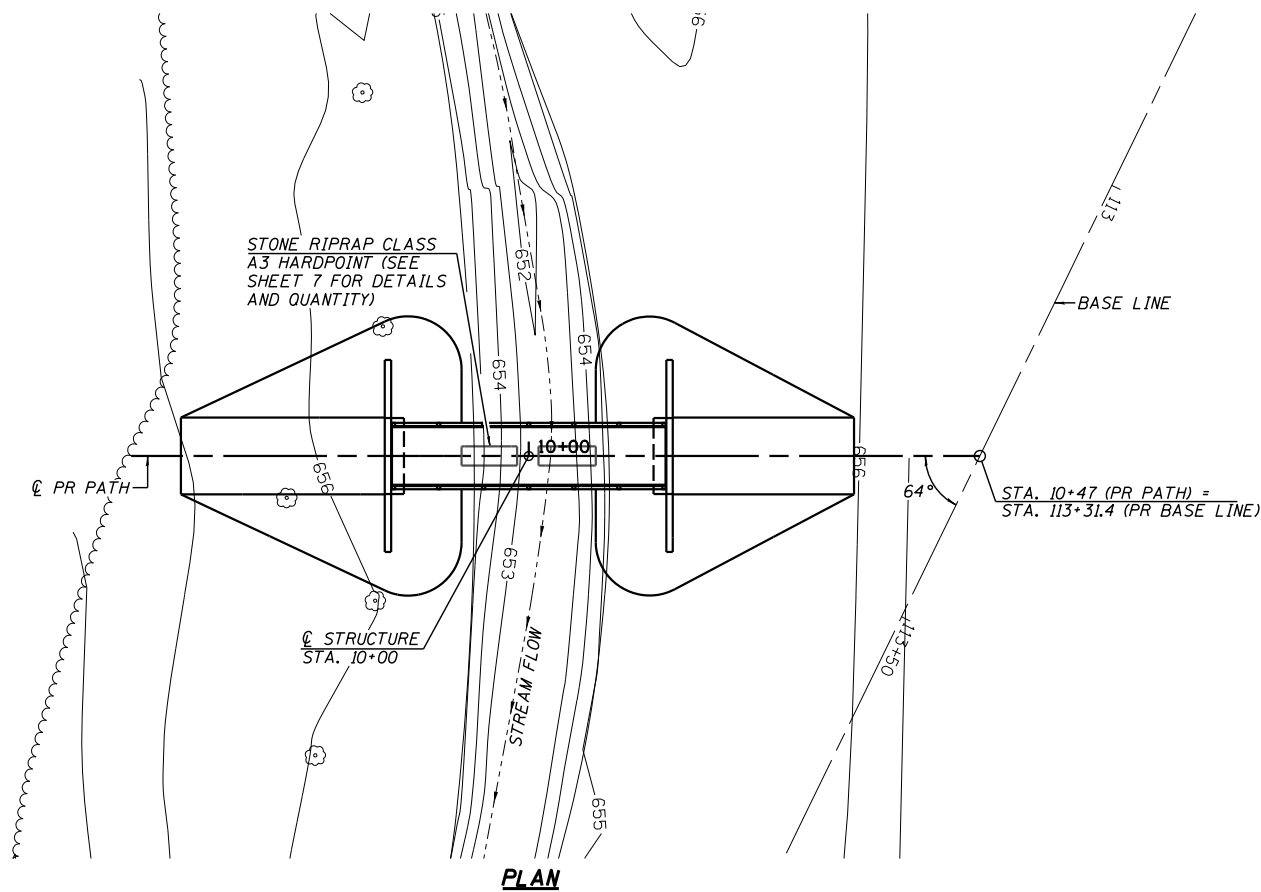 56
113
652
STONE RIPRAP CLASS
A3 HARDPOINT (SEE
SHEET 7 FOR DETAILS
AND QUANTITY)
BASE LINE
654
654
10+00
656
656
℄ PR PATH
64°
STA. 10+47 (PR PATH) =
STA. 113+31.4 (PR BASE LINE)
653
℄ STRUCTURE
STA. 10+00
113+50
STREAM FLOW
655
PLAN